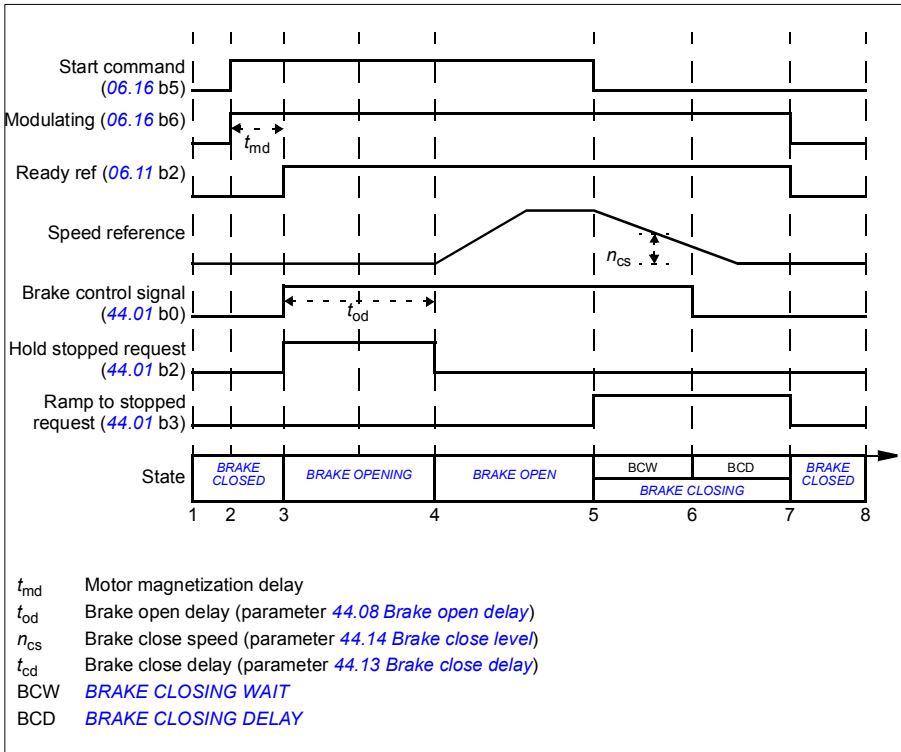 Start command
(06.16 b5)
Modulating (06.16 b6)
tmd
Ready ref (06.11 b2)
Speed reference
ncs
Brake control signal
(44.01 b0)
tod
Hold stopped request
(44.01 b2)
Ramp to stopped
request (44.01 b3)
State
BRAKE CLOSED
BRAKE OPENING
BRAKE OPEN
BCW
BCD
BRAKE CLOSING
BRAKE CLOSED
1 2 3 4 5 6 7 8
tmd Motor magnetization delay
tod Brake open delay (parameter 44.08 Brake open delay)
ncs Brake close speed (parameter 44.14 Brake close level)
tcd Brake close delay (parameter 44.13 Brake close delay)
BCW BRAKE CLOSING WAIT
BCD BRAKE CLOSING DELAY